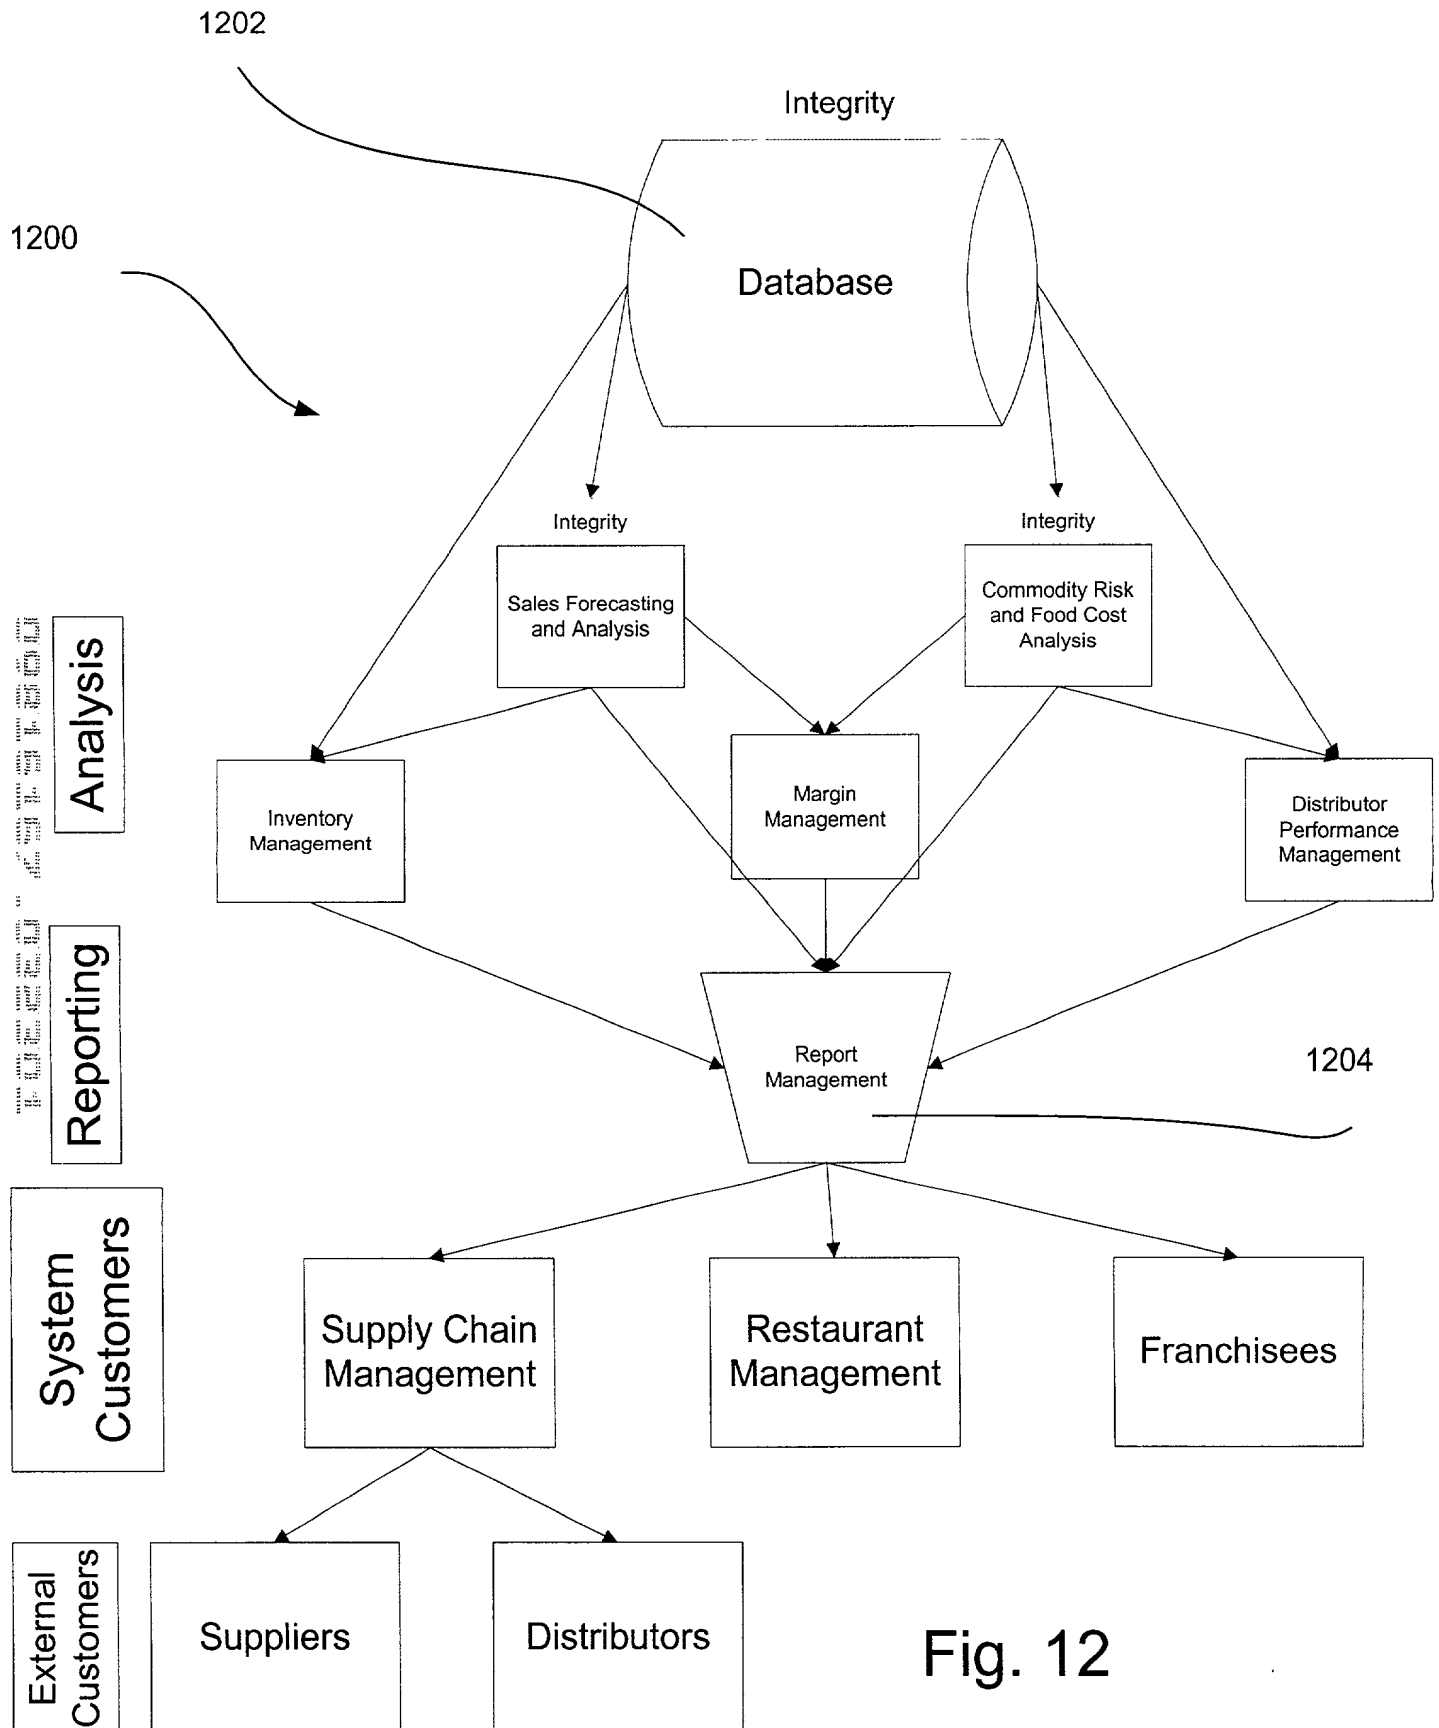 1202
Integrity
1200
Database
Integrity
Integrity
Sales Forecasting
and Analysis
Commodity Risk
and Food Cost
Analysis
Analysis
Inventory
Management
Margin
Management
Distributor
Performance
Management
Reporting
Report
Management
1204
System
Customers
Supply Chain
Management
Restaurant
Management
Franchisees
External
Customers
Suppliers
Distributors
Fig. 12